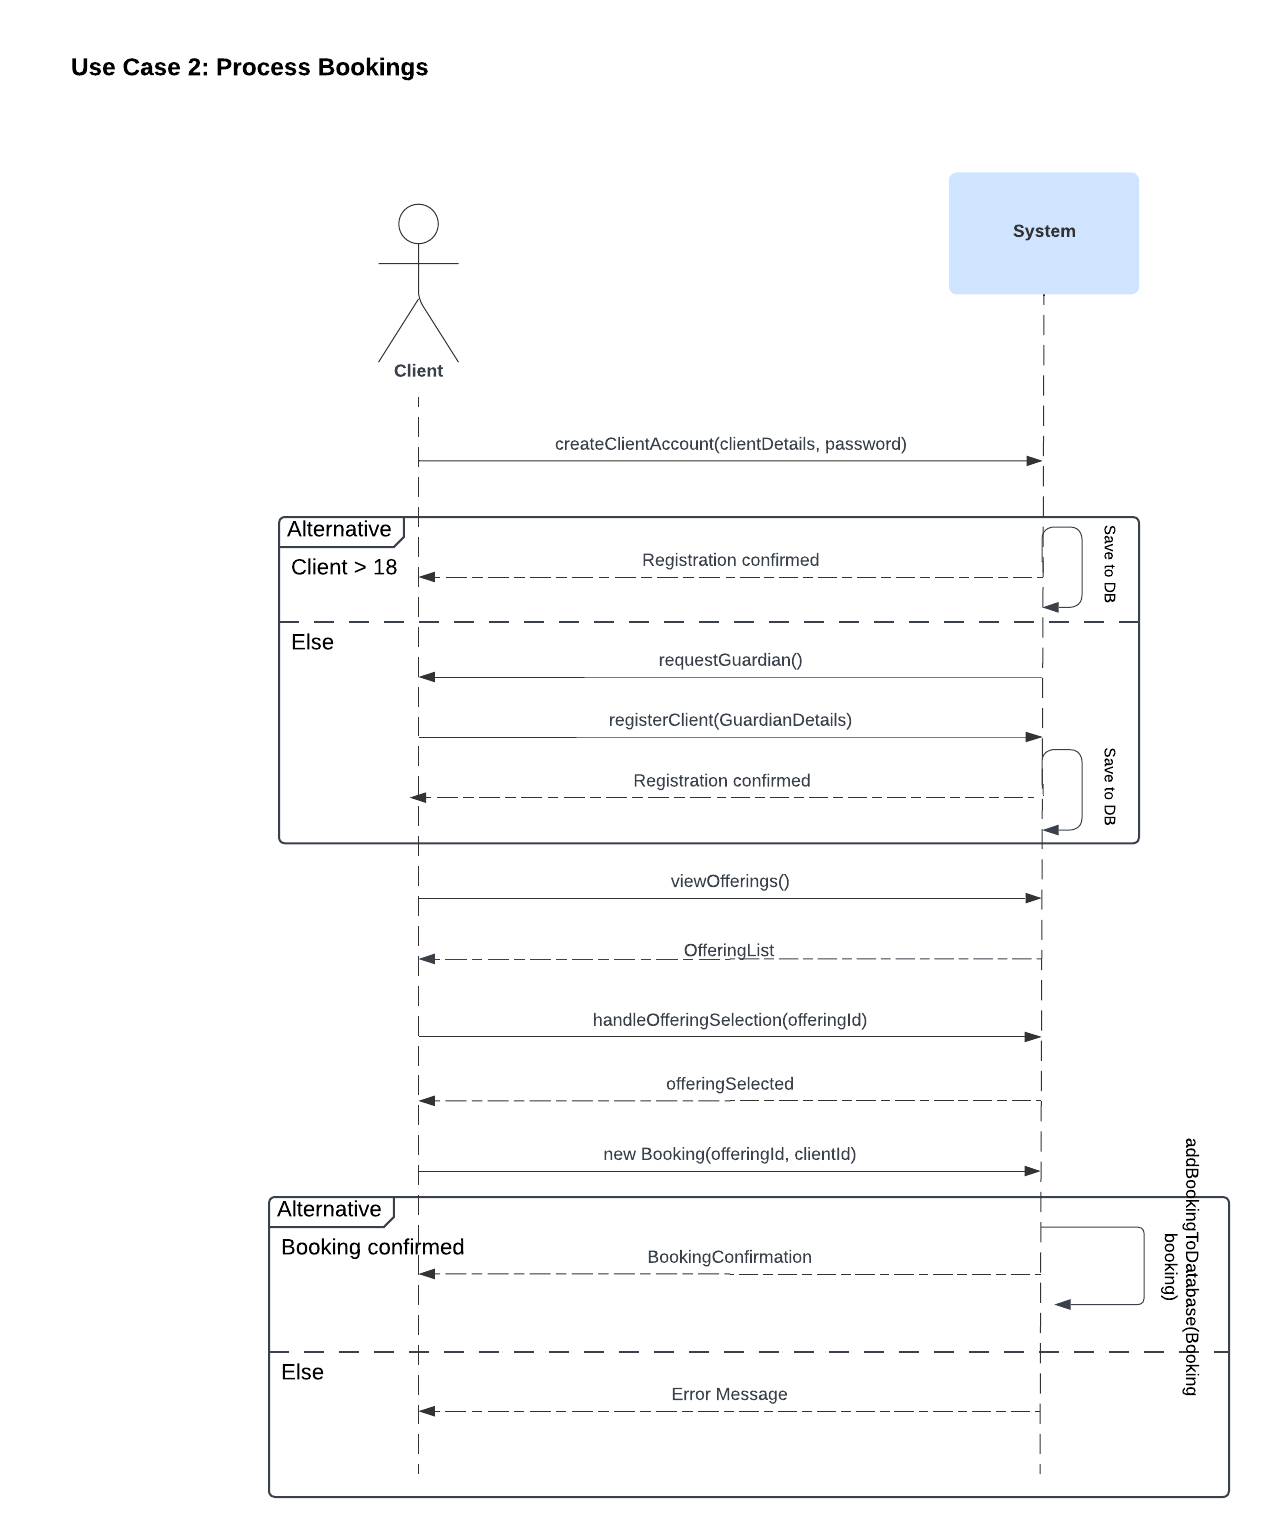 Use Case 2: Process Bookings
System
Client
createClientAccount(clientDetails, password)
Alternative
Client > 18
Registration confirmed
Save to DB
Else
requestGuardian()
registerClient(GuardianDetails)
Registration confirmed
Save to DB
viewOfferings()
OfferingList
handleOfferingSelection(offeringId)
offeringSelected
new Booking(offeringId, clientId)
Alternative
Booking confirmed
BookingConfirmation
addBookingToDatabase(Booking
booking)
Else
Error Message